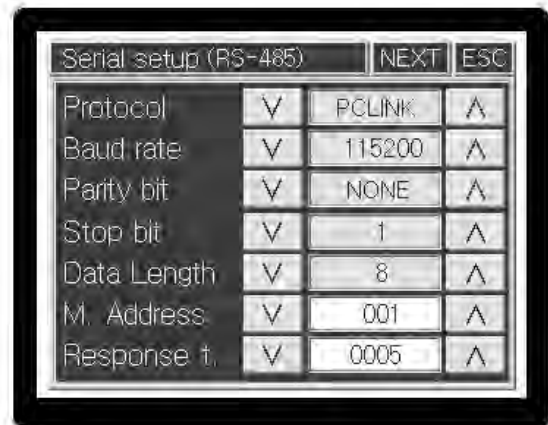 Serial setup (RS-485) NEXT ESC
Protocol V PCLINK Λ
Baud rate V 115200 Λ
Parity bit V NONE Λ
Stop bit V 1 Λ
Data Length V 8 Λ
M. Address V 001 Λ
Response t. V 0005 Λ